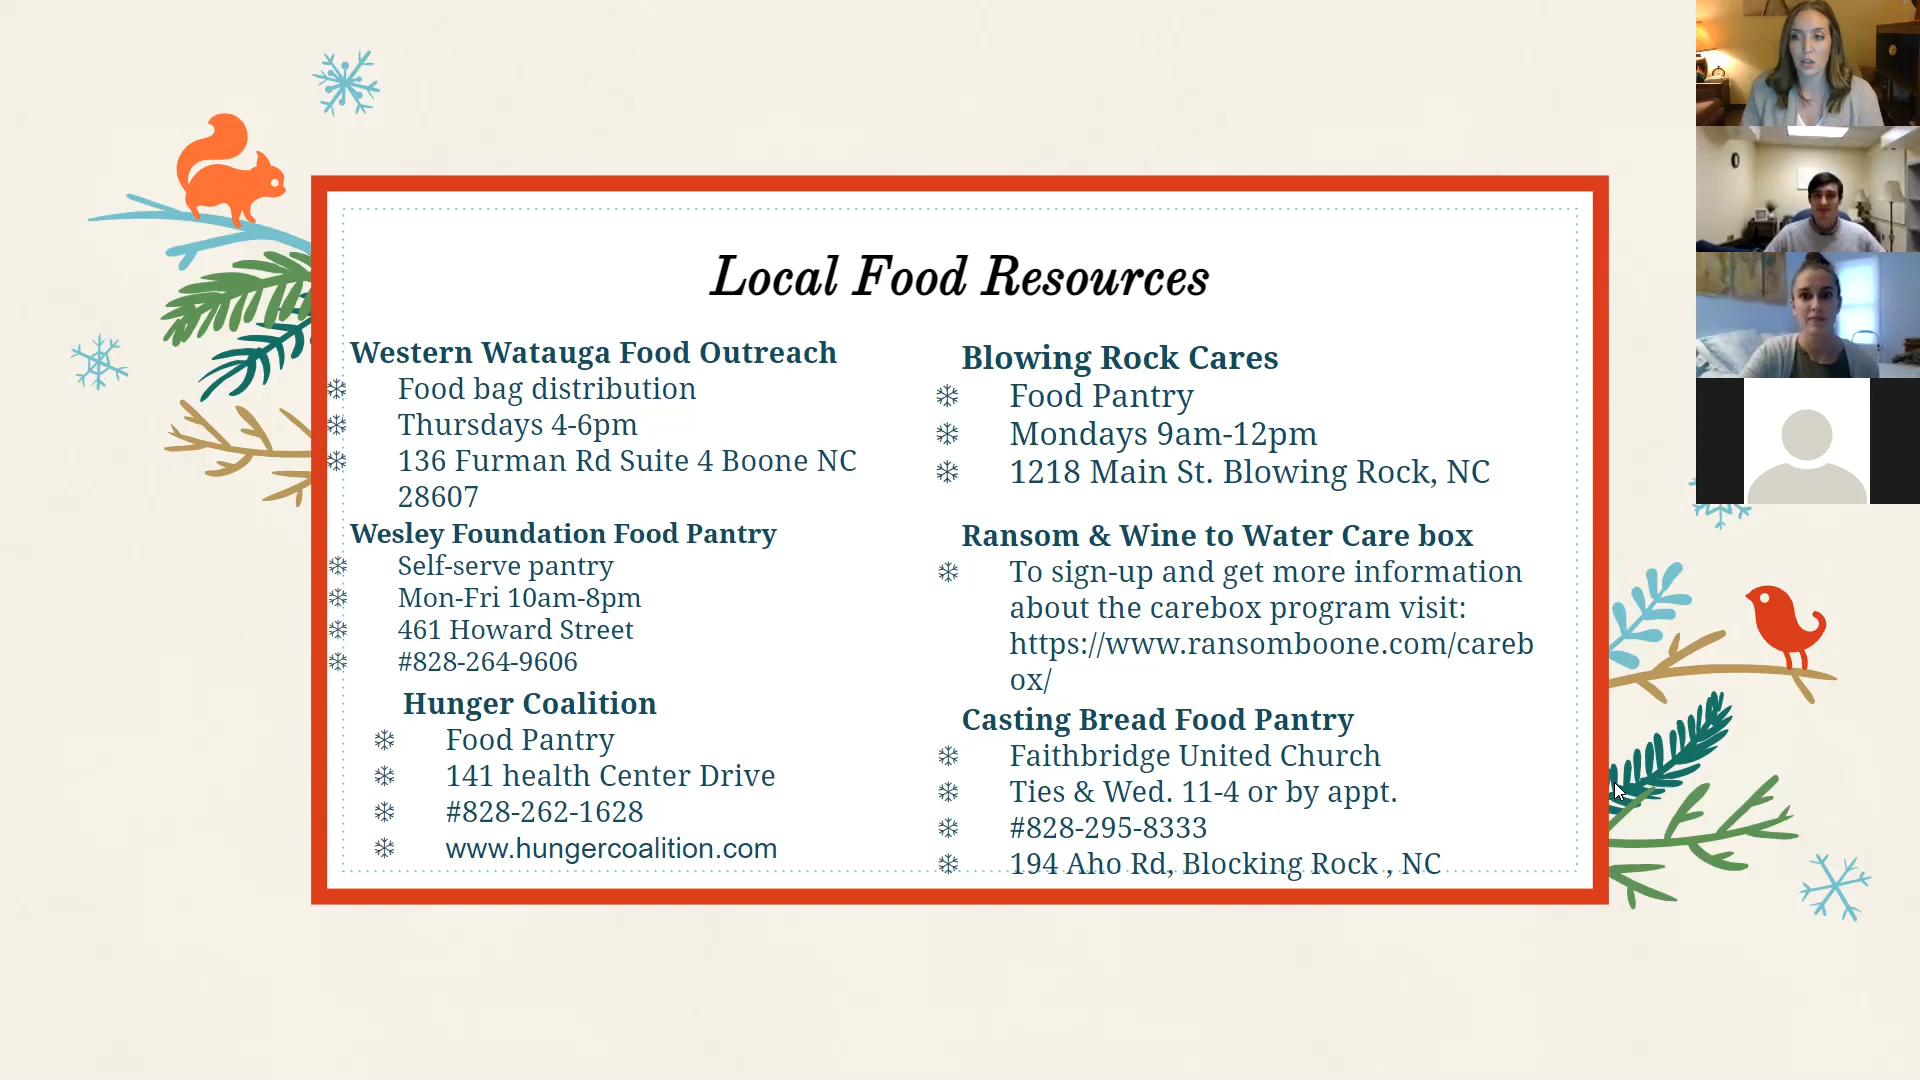 Local Food Resources
Western Watauga Food Outreach
Food bag distribution
Thursdays 4-6pm
136 Furman Rd Suite 4 Boone NC
28607
Wesley Foundation Food Pantry
Self-serve pantry
Mon-Fri 10am-8pm
461 Howard Street
#828-264-9606
Hunger Coalition
Food Pantry
141 health Center Drive
#828-262-1628
www.hungercoalition.com
Blowing Rock Cares
Food Pantry
Mondays 9am-12pm
1218 Main St. Blowing Rock, NC
Ransom & Wine to Water Care box
To sign-up and get more information
about the carebox program visit:
https://www.ransomboone.com/careb
ox/
Casting Bread Food Pantry
Faithbridge United Church
Ties & Wed. 11-4 or by appt.
#828-295-8333
194 Aho Rd, Blocking Rock , NC